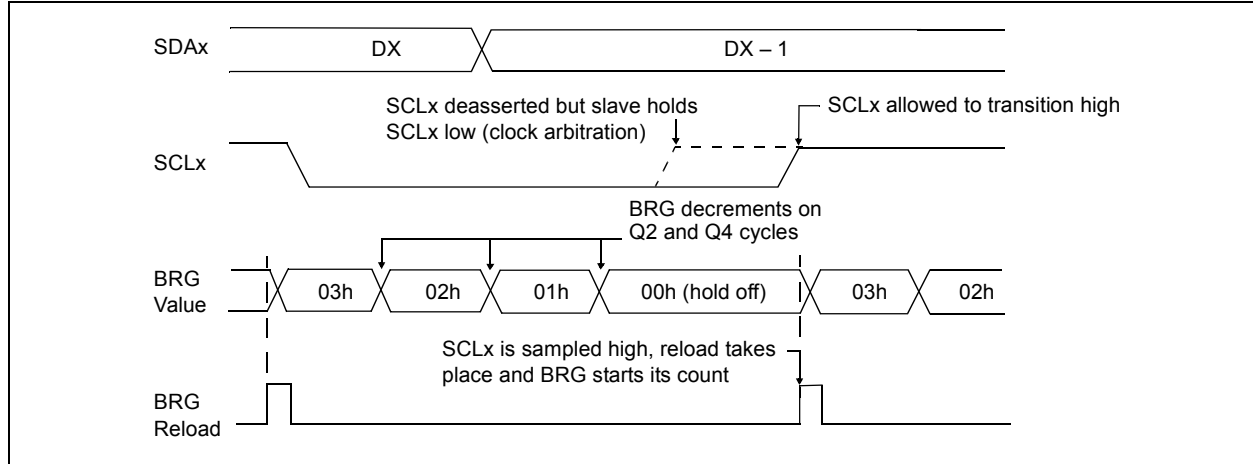 SDAx
DX
DX – 1
SCLx deasserted but slave holds
SCLx low (clock arbitration)
SCLx allowed to transition high
SCLx
BRG decrements on
Q2 and Q4 cycles
BRG
Value
03h
02h
01h
00h (hold off)
03h
02h
SCLx is sampled high, reload takes
place and BRG starts its count
BRG
Reload